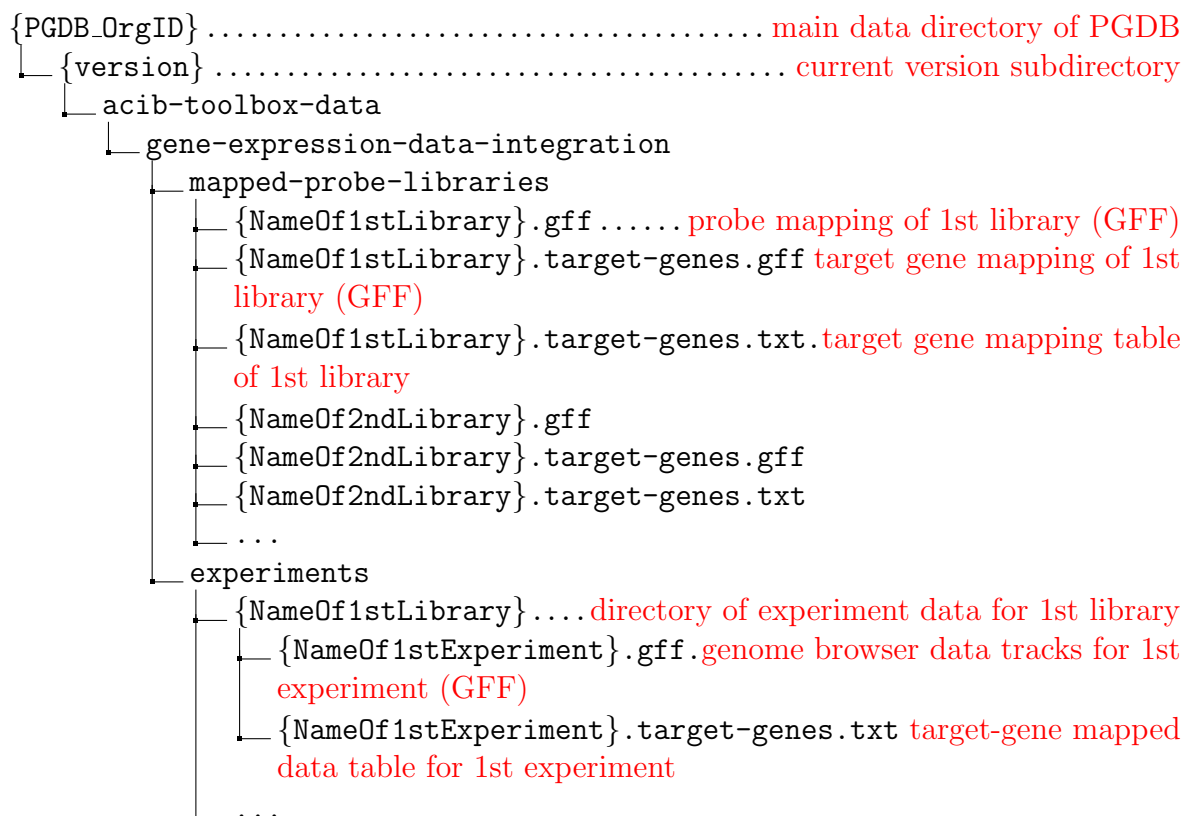 {PGDB_OrgID} ....................................... main data directory of PGDB
{version} ........................................ current version subdirectory
acib-toolbox-data
gene-expression-data-integration
mapped-probe-libraries
{NameOf1stLibrary}.gff ...... probe mapping of 1st library (GFF)
{NameOf1stLibrary}.target-genes.gff target gene mapping of 1st
library (GFF)
{NameOf1stLibrary}.target-genes.txt.target gene mapping table
of 1st library
{NameOf2ndLibrary}.gff
{NameOf2ndLibrary}.target-genes.gff
{NameOf2ndLibrary}.target-genes.txt
...
experiments
{NameOf1stLibrary}....directory of experiment data for 1st library
{NameOf1stExperiment}.gff.genome browser data tracks for 1st
experiment (GFF)
{NameOf1stExperiment}.target-genes.txt target-gene mapped
data table for 1st experiment
...